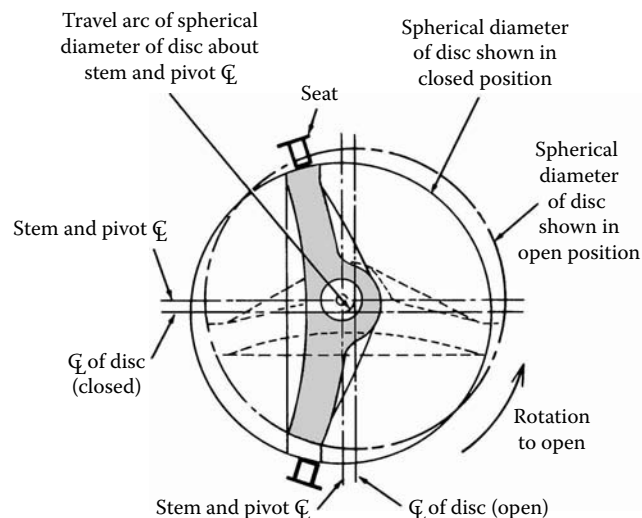 Travel arc of spherical
diameter of disc about
stem and pivot ℄
Spherical
diameter
of disc shown in
closed position
Seat
Spherical
diameter
of disc
shown in
open position
Stem and pivot ℄
℄ of disc
(closed)
Rotation
to open
Stem and pivot ℄
℄ of disc (open)